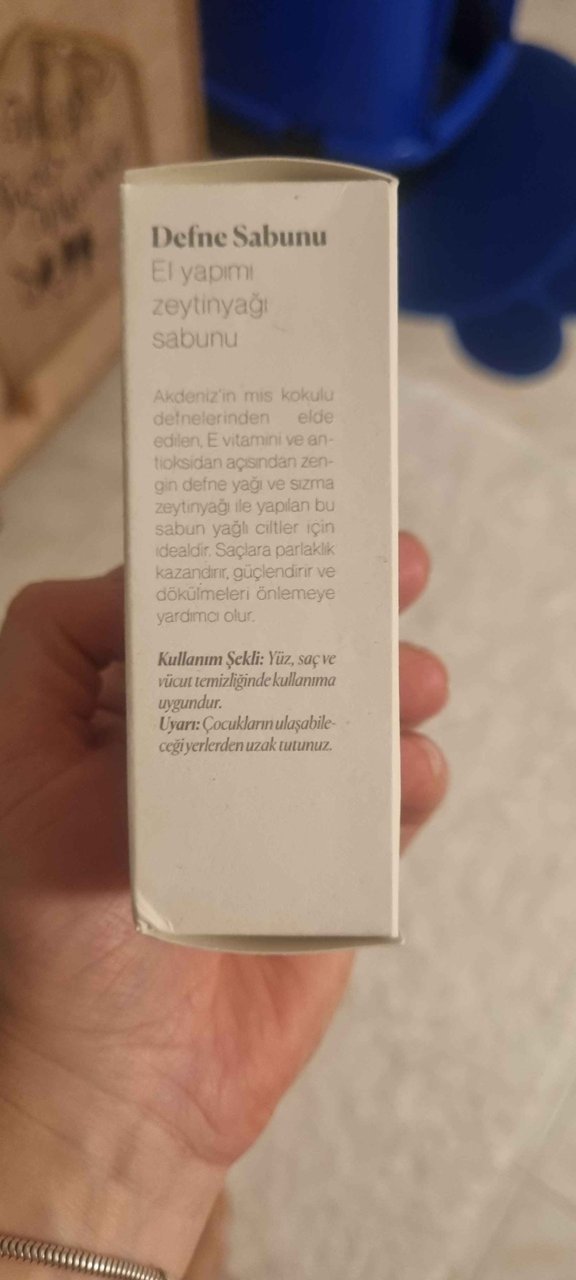 Defne Sabunu
El yapımı
zeytinyağı
sabunu
Akdeniz'in mis kokulu
defnelerinden elde
edilen, E vitamini ve an-
tioksidan açısından zen-
gin defne yağı ve sızma
zeytinyağı ile yapılan bu
sabun yağlı ciltler için
idealdir. Saçlara parlaklık
kazandırır, güçlendirir ve
dökülmeleri önlemeye
yardımcı olur.
Kullanım Şekli: Yüz, saç ve
vücut temizliğinde kullanıma
uygundur.
Uyarı: Çocukların ulaşabile-
ceği yerlerden uzak tutunuz.